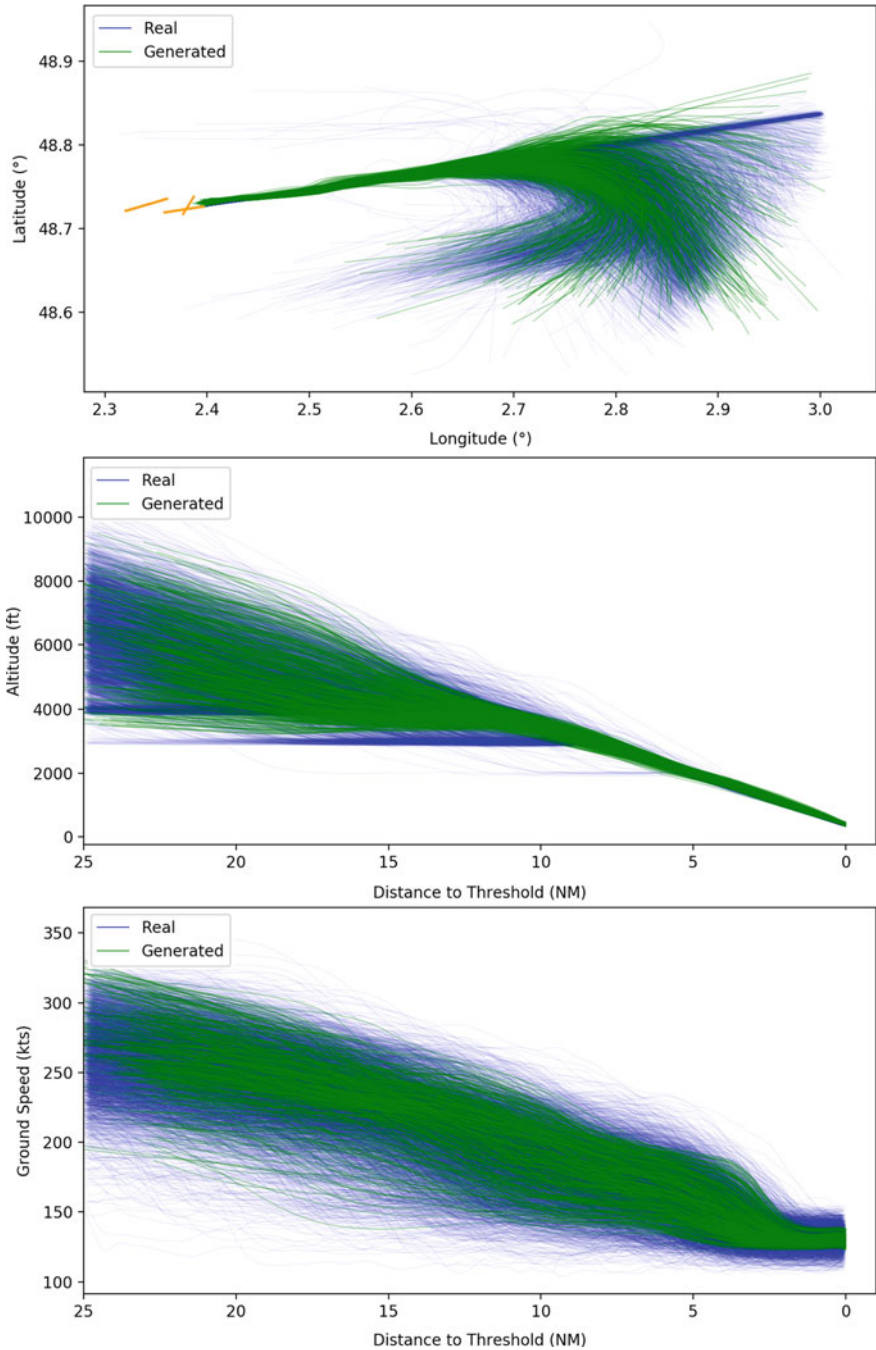 Real
Generated
48.9
48.8
48.7
48.6
Latitude (°)
2.3 2.4 2.5 2.6 2.7 2.8 2.9 3.0
Longitude (°)
Real
Generated
10000
8000
6000
4000
2000
0
Altitude (ft)
25 20 15 10 5 0
Distance to Threshold (NM)
Real
Generated
350
300
250
200
150
100
Ground Speed (kts)
25 20 15 10 5 0
Distance to Threshold (NM)